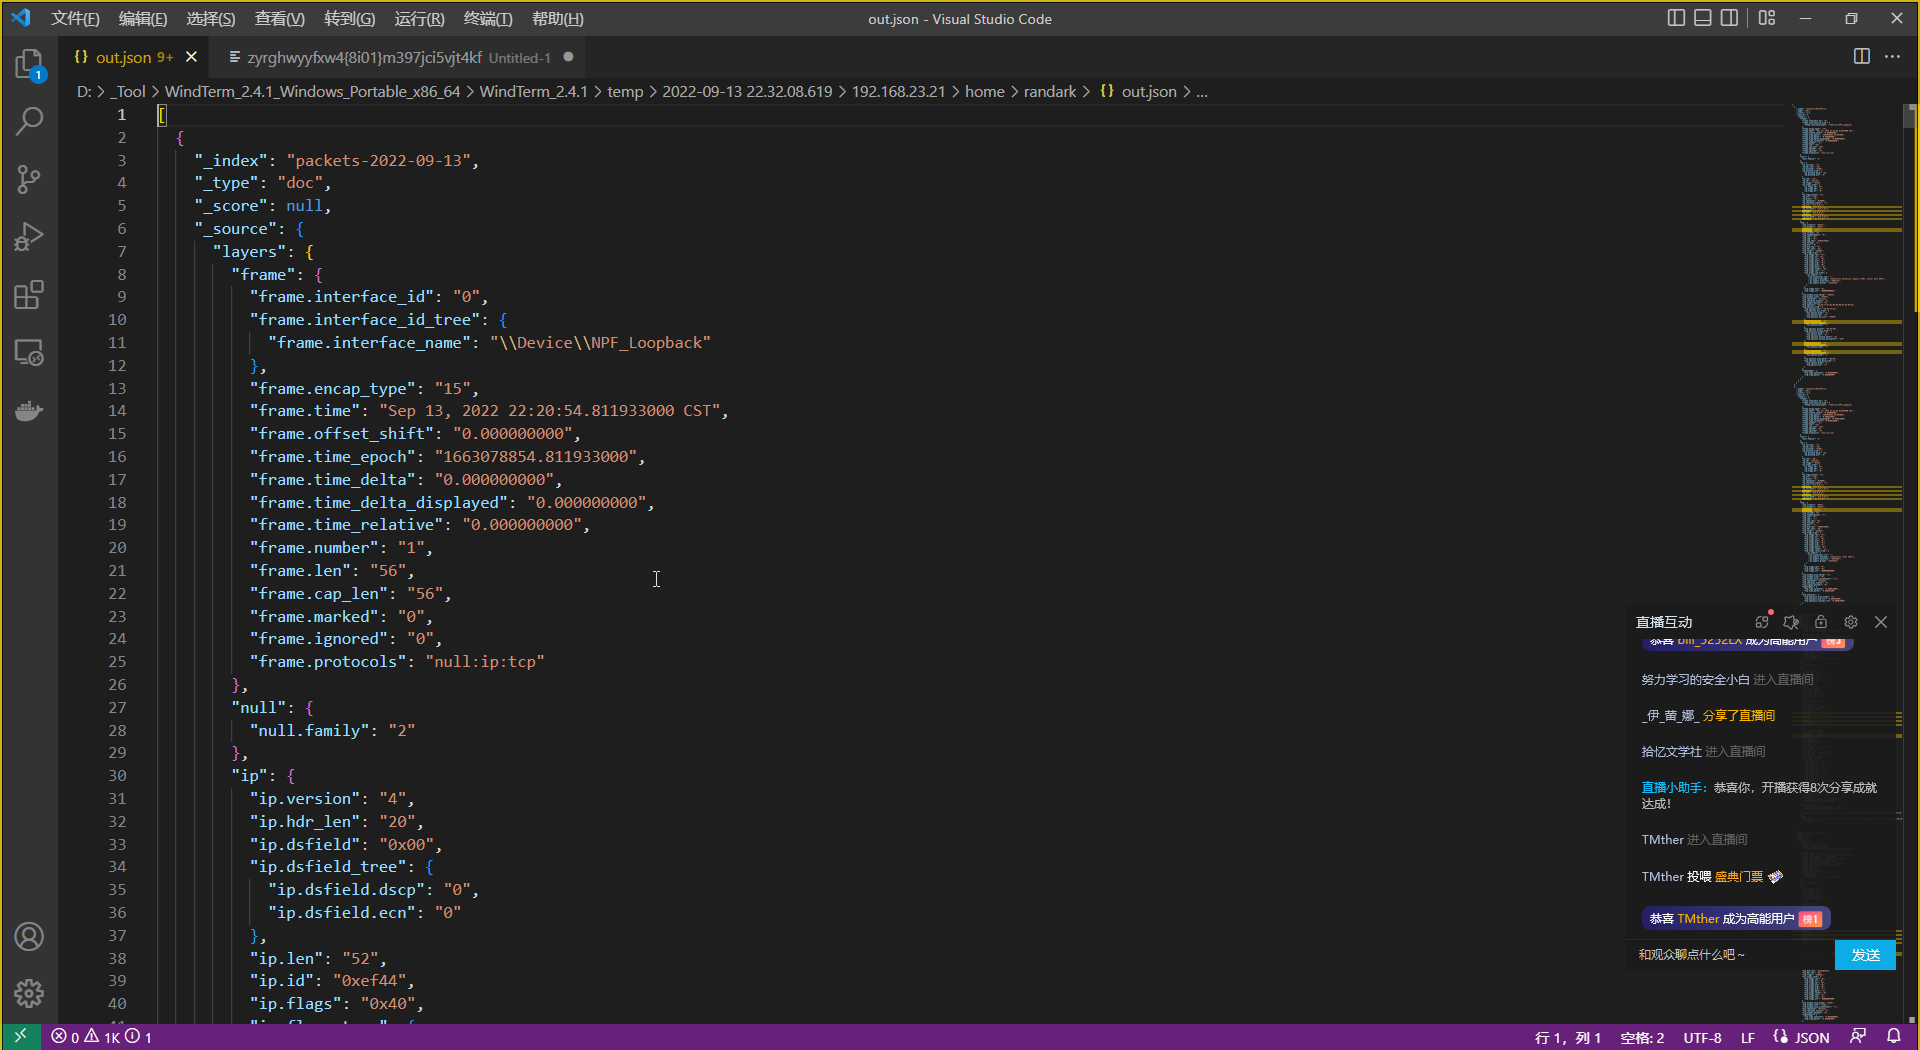 文件(F) 编辑(E) 选择(S) 查看(V) 转到(G) 运行(R) 终端(T) 帮助(H)
out.json - Visual Studio Code
{} out.json 9+
zyrghwyyfxw4{8i01}m397jci5vjt4kf Untitled-1
D: > _Tool > WindTerm_2.4.1_Windows_Portable_x86_64 > WindTerm_2.4.1 > temp > 2022-09-13 22.32.08.619 > 192.168.23.21 > home > randark > {} out.json > ...
1 [
2 {
3 "_index": "packets-2022-09-13",
4 "_type": "doc",
5 "_score": null,
6 "_source": {
7 "layers": {
8 "frame": {
9 "frame.interface_id": "0",
10 "frame.interface_id_tree": {
11 "frame.interface_name": "\\Device\\NPF_Loopback"
12 },
13 "frame.encap_type": "15",
14 "frame.time": "Sep 13, 2022 22:20:54.811933000 CST",
15 "frame.offset_shift": "0.000000000",
16 "frame.time_epoch": "1663078854.811933000",
17 "frame.time_delta": "0.000000000",
18 "frame.time_delta_displayed": "0.000000000",
19 "frame.time_relative": "0.000000000",
20 "frame.number": "1",
21 "frame.len": "56",
22 "frame.cap_len": "56",
23 "frame.marked": "0",
24 "frame.ignored": "0",
25 "frame.protocols": "null:ip:tcp"
26 },
27 "null": {
28 "null.family": "2"
29 },
30 "ip": {
31 "ip.version": "4",
32 "ip.hdr_len": "20",
33 "ip.dsfield": "0x00",
34 "ip.dsfield_tree": {
35 "ip.dsfield.dscp": "0",
36 "ip.dsfield.ecn": "0"
37 },
38 "ip.len": "52",
39 "ip.id": "0xef44",
40 "ip.flags": "0x40",
直播互动
恭喜 成为高能用户 榜3
努力学习的安全小白 进入直播间
_伊_茵_娜_ 分享了直播间
拾忆文学社 进入直播间
直播小助手: 恭喜你，开播获得8次分享成就
达成!
TMther 进入直播间
TMther 投喂 盛典门票
恭喜 TMther 成为高能用户 榜1
和观众聊点什么吧~
发送
1
0 1K 1
行 1，列 1 空格: 2 UTF-8 LF {} JSON